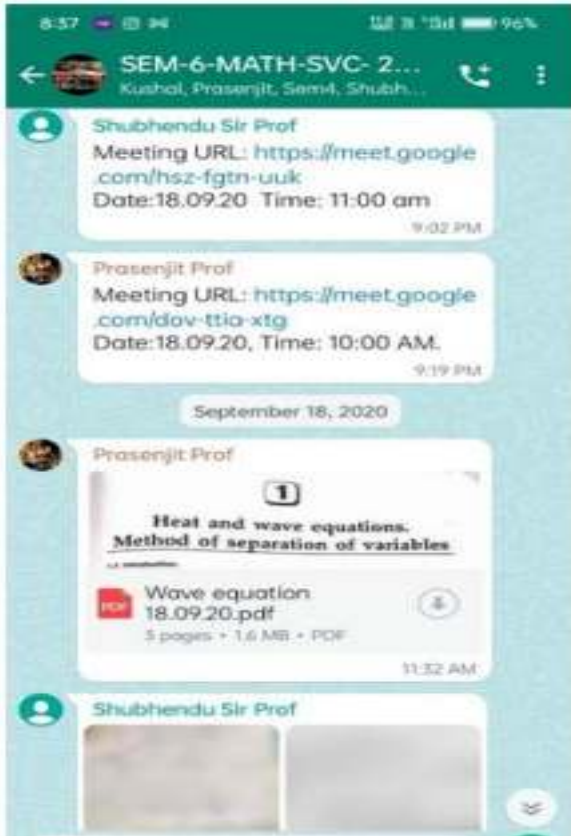 8:37 96%
SEM-6-MATH-SVC- 2...
Kushal, Prasenjit, Sem4, Shubh...
Shubhendu Sir Prof
Meeting URL: https://meet.google
.com/hsz-fgtn-uuk
Date:18.09.20 Time: 11:00 am
9:02 PM
Prasenjit Prof
Meeting URL: https://meet.google
.com/dov-ttia-xtg
Date:18.09.20, Time: 10:00 AM.
9:19 PM
September 18, 2020
Prasenjit Prof
1
Heat and wave equations.
Method of separation of variables
PDF
Wave equation
18.09.20.pdf
5 pages • 1.6 MB • PDF
11:32 AM
Shubhendu Sir Prof